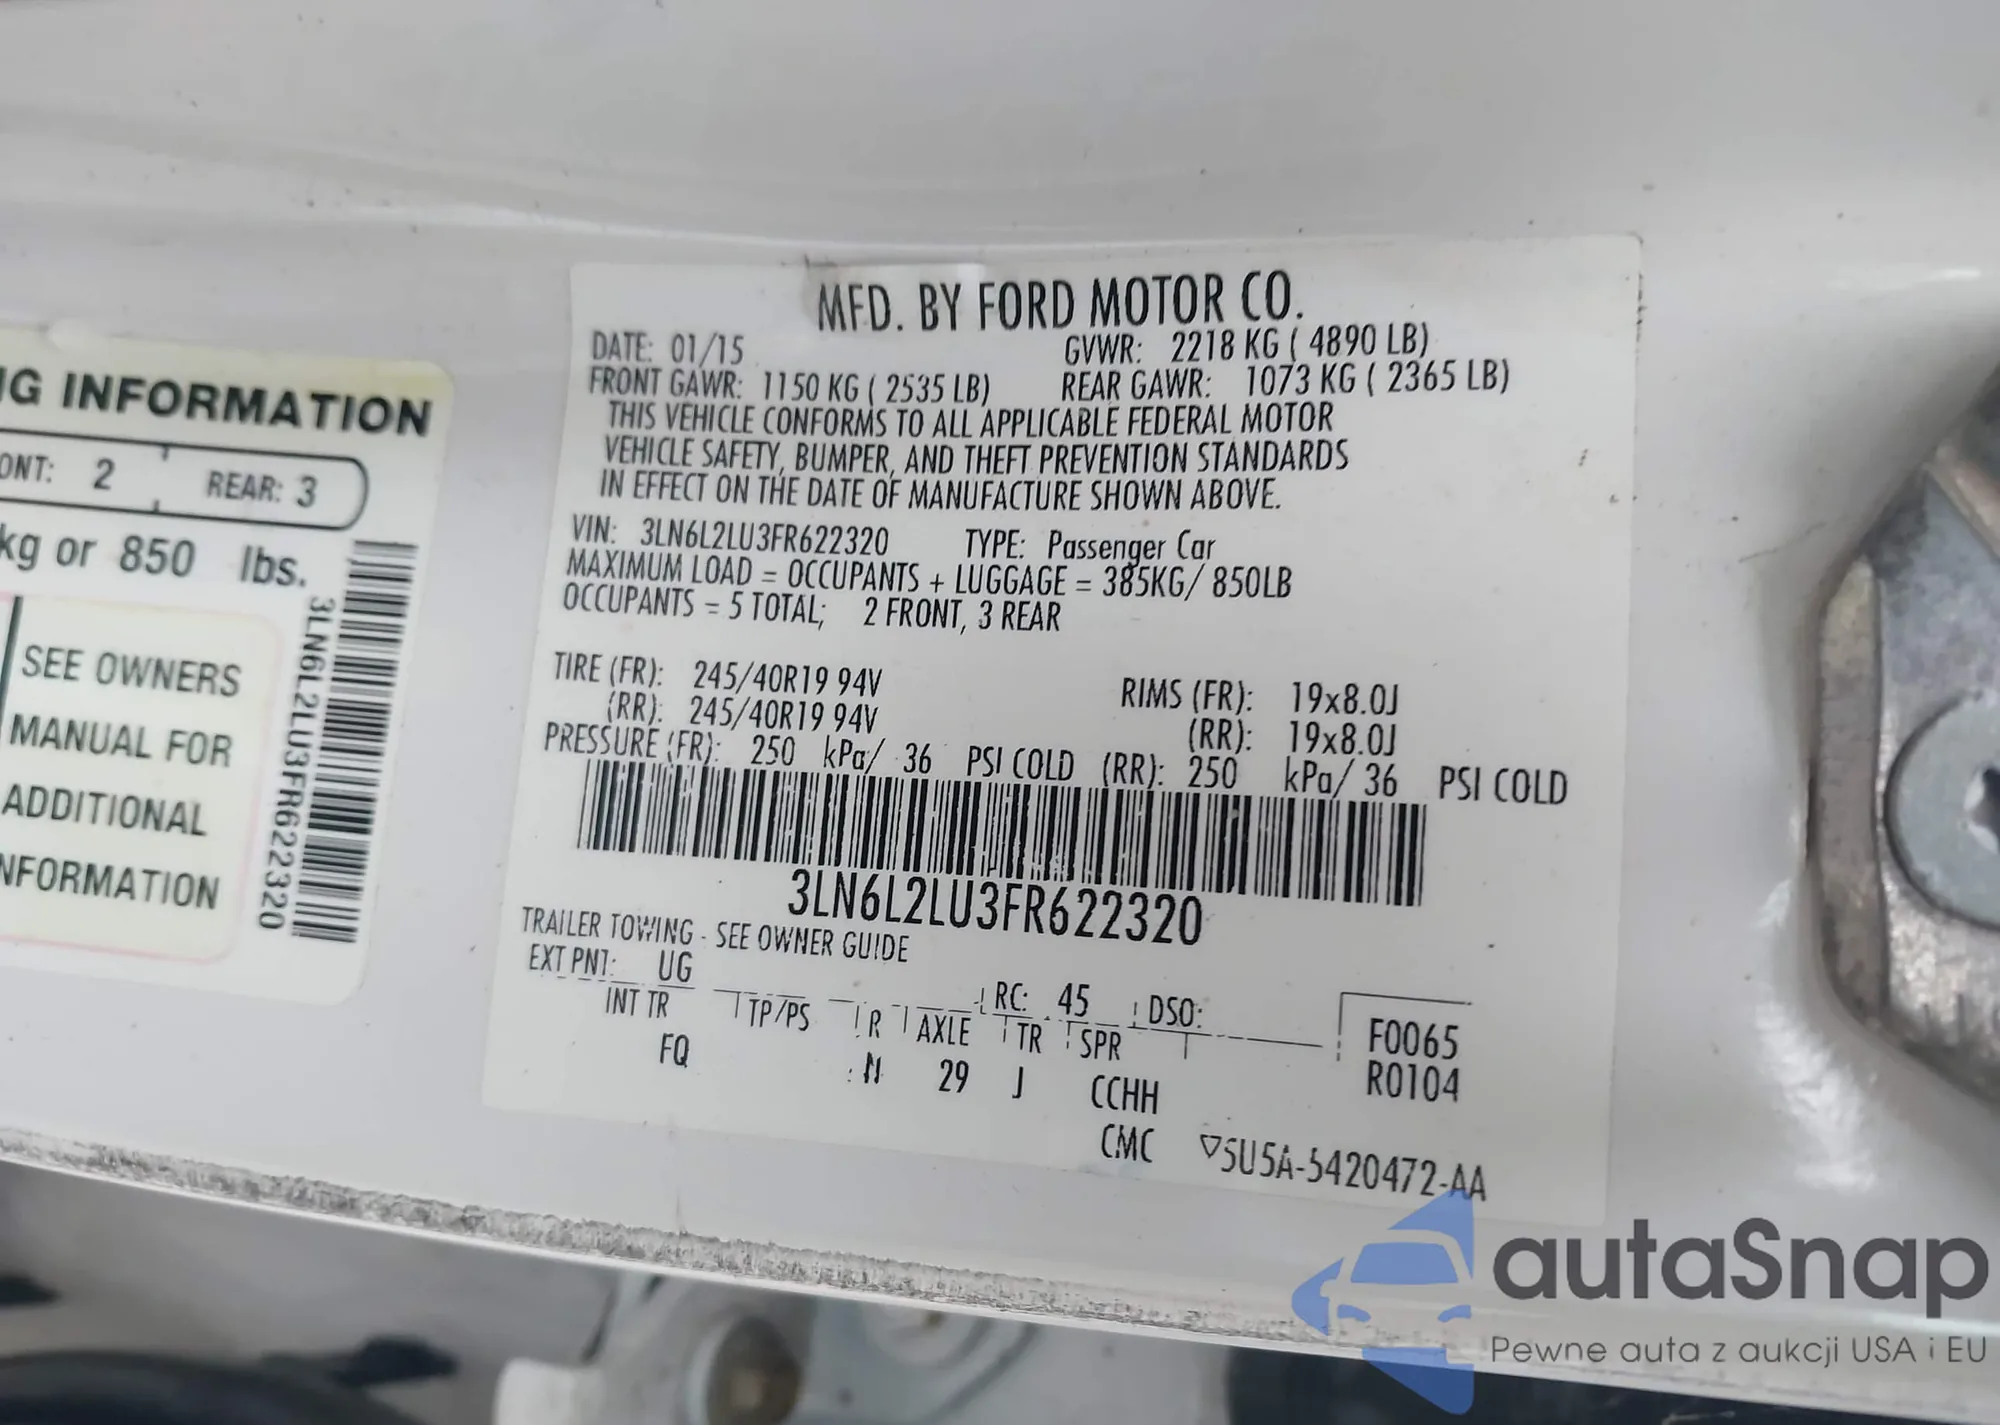 NG INFORMATION
ONT: 2 REAR: 3
kg or 850 lbs.
SEE OWNERS
MANUAL FOR
ADDITIONAL
NFORMATION
3LN6L2LU3FR622320
MFD. BY FORD MOTOR CO.
DATE: 01/15 GVWR: 2218 KG ( 4890 LB)
FRONT GAWR: 1150 KG ( 2535 LB) REAR GAWR: 1073 KG ( 2365 LB)
THIS VEHICLE CONFORMS TO ALL APPLICABLE FEDERAL MOTOR
VEHICLE SAFETY, BUMPER, AND THEFT PREVENTION STANDARDS
IN EFFECT ON THE DATE OF MANUFACTURE SHOWN ABOVE.
VIN: 3LN6L2LU3FR622320 TYPE: Passenger Car
MAXIMUM LOAD = OCCUPANTS + LUGGAGE = 385KG/ 850LB
OCCUPANTS = 5 TOTAL; 2 FRONT, 3 REAR
TIRE (FR): 245/40R19 94V RIMS (FR): 19x8.0J
(RR): 245/40R19 94V (RR): 19x8.0J
PRESSURE (FR): 250 kPa/ 36 PSI COLD (RR): 250 kPa/ 36 PSI COLD
3LN6L2LU3FR622320
TRAILER TOWING - SEE OWNER GUIDE
EXT PNT: UG RC: 45 DSO:
INT TR TP/PS R AXLE TR SPR F0065
FQ N 29 J CCHH R0104
CMC ▽5U5A-5420472-AA
autaSnap
Pewne auta z aukcji USA i EU